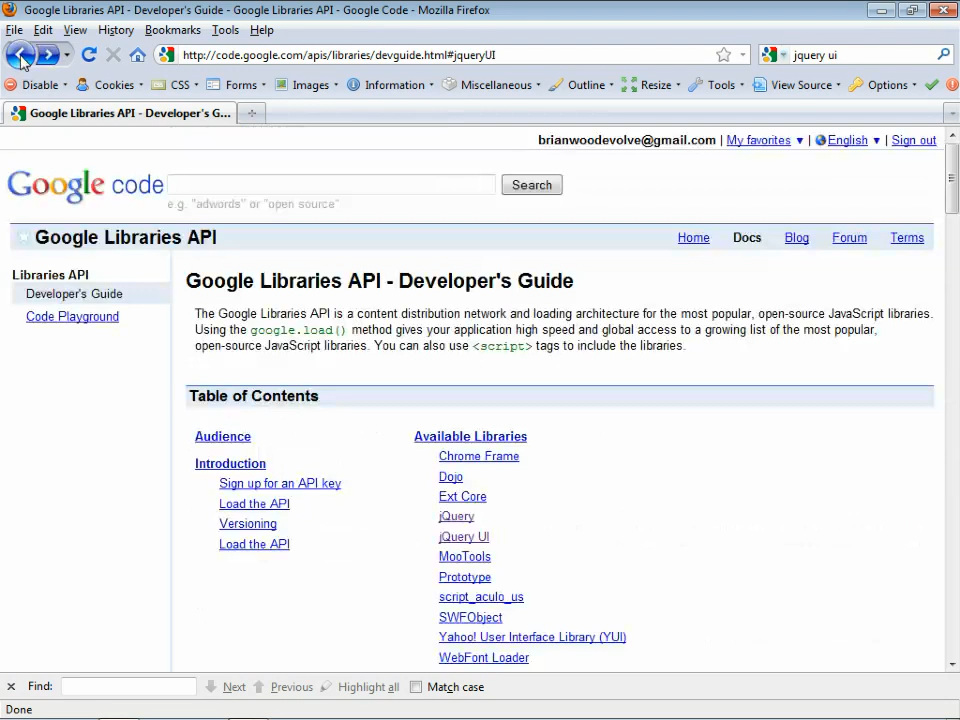 Google Libraries API - Developer's Guide - Google Libraries API - Google Code - Mozilla Firefox
File Edit View History Bookmarks Tools Help
http://code.google.com/apis/libraries/devguide.html#jqueryUI jquery ui
Disable Cookies CSS Forms Images Information Miscellaneous Outline Resize Tools View Source Options
Google Libraries API - Developer's G...
brianwoodevolve@gmail.com | My favorites ▼ | English ▼ | Sign out
Google code Search
e.g. "adwords" or "open source"
Google Libraries API Home Docs Blog Forum Terms
Libraries API
Developer's Guide
Code Playground
Google Libraries API - Developer's Guide
The Google Libraries API is a content distribution network and loading architecture for the most popular, open-source JavaScript libraries.
Using the google.load() method gives your application high speed and global access to a growing list of the most popular,
open-source JavaScript libraries. You can also use <script> tags to include the libraries.
Table of Contents
Audience
Introduction
Sign up for an API key
Load the API
Versioning
Load the API
Available Libraries
Chrome Frame
Dojo
Ext Core
jQuery
jQuery UI
MooTools
Prototype
script_aculo_us
SWFObject
Yahoo! User Interface Library (YUI)
WebFont Loader
Find: Next Previous Highlight all Match case
Done